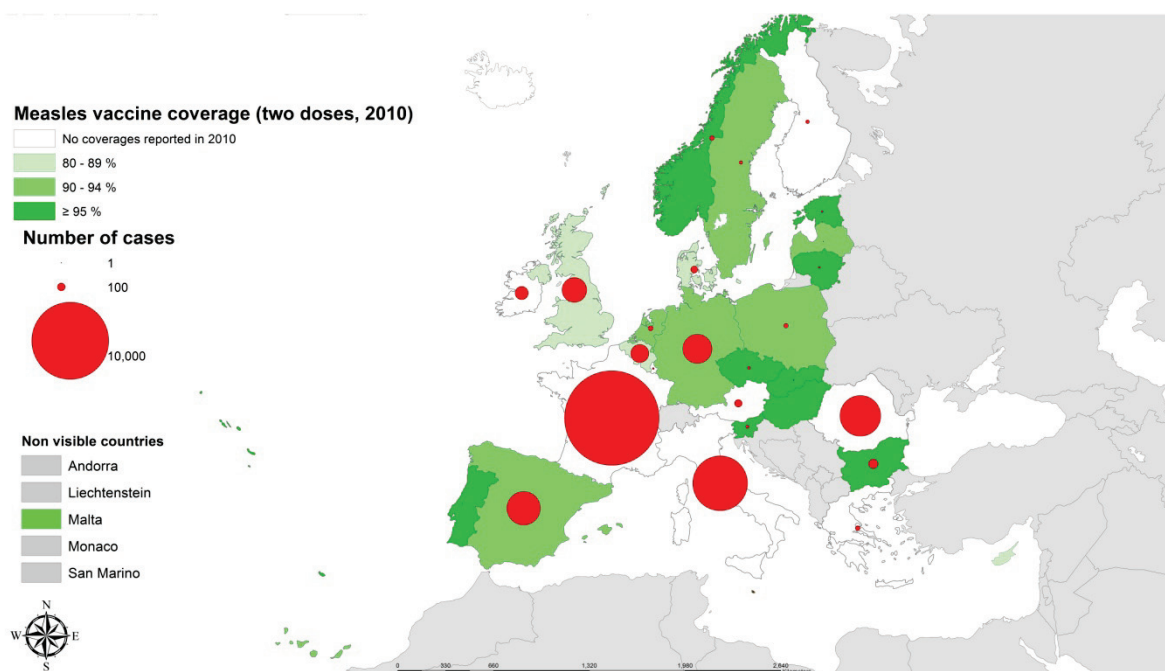 Measles vaccine coverage (two doses, 2010)
No coverages reported in 2010
80 - 89 %
90 - 94 %
≥ 95 %
Number of cases
1
100
10,000
Non visible countries
Andorra
Liechtenstein
Malta
Monaco
San Marino
N
W E
S
0 330 660 1,320 1,980 2,640